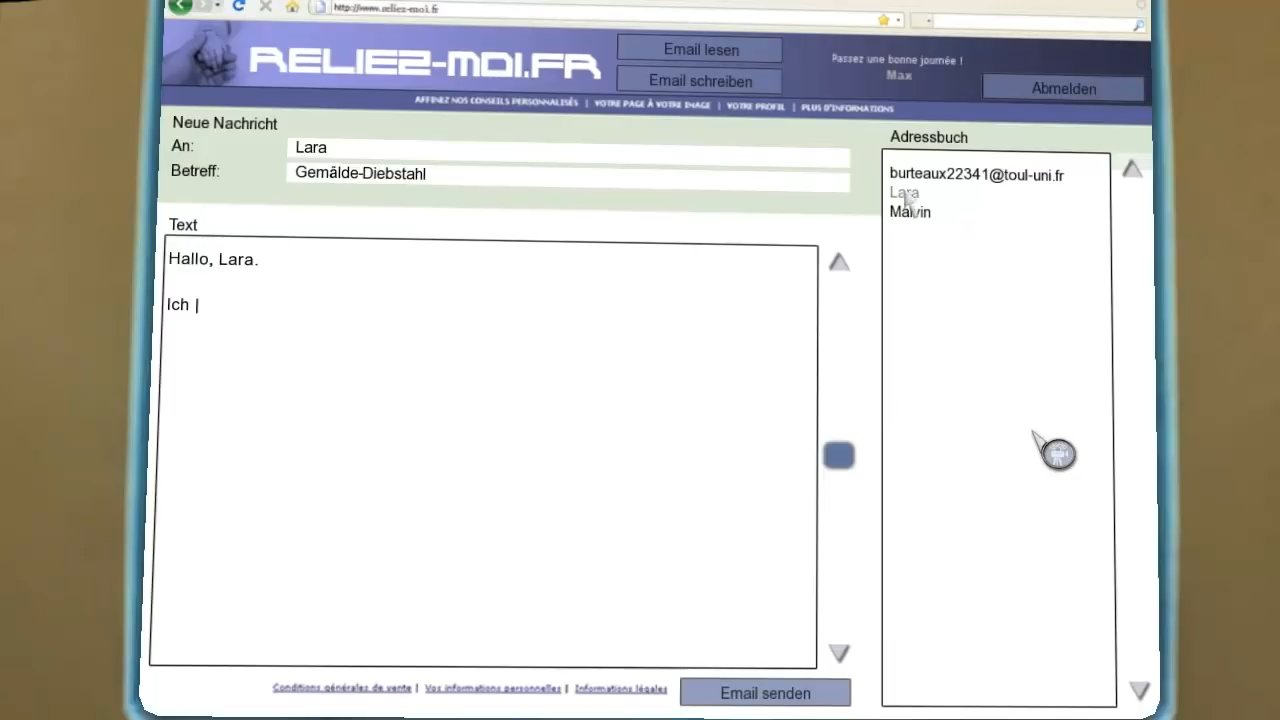 http://www.reliez-moi.fr
RELIEZ-MOI.FR
Email lesen
Email schreiben
Passez une bonne journée !
Max
Abmelden
AFFINEZ NOS CONSEILS PERSONNALISÉS | VOTRE PAGE À VOTRE IMAGE | VOTRE PROFIL | PLUS D'INFORMATIONS
Neue Nachricht
An: Lara
Betreff: Gemälde-Diebstahl
Adressbuch
burteaux22341@toul-uni.fr
Lara
Malvin
Text
Hallo, Lara.
Ich |
Conditions générales de vente | Vos informations personnelles | Informations légales
Email senden